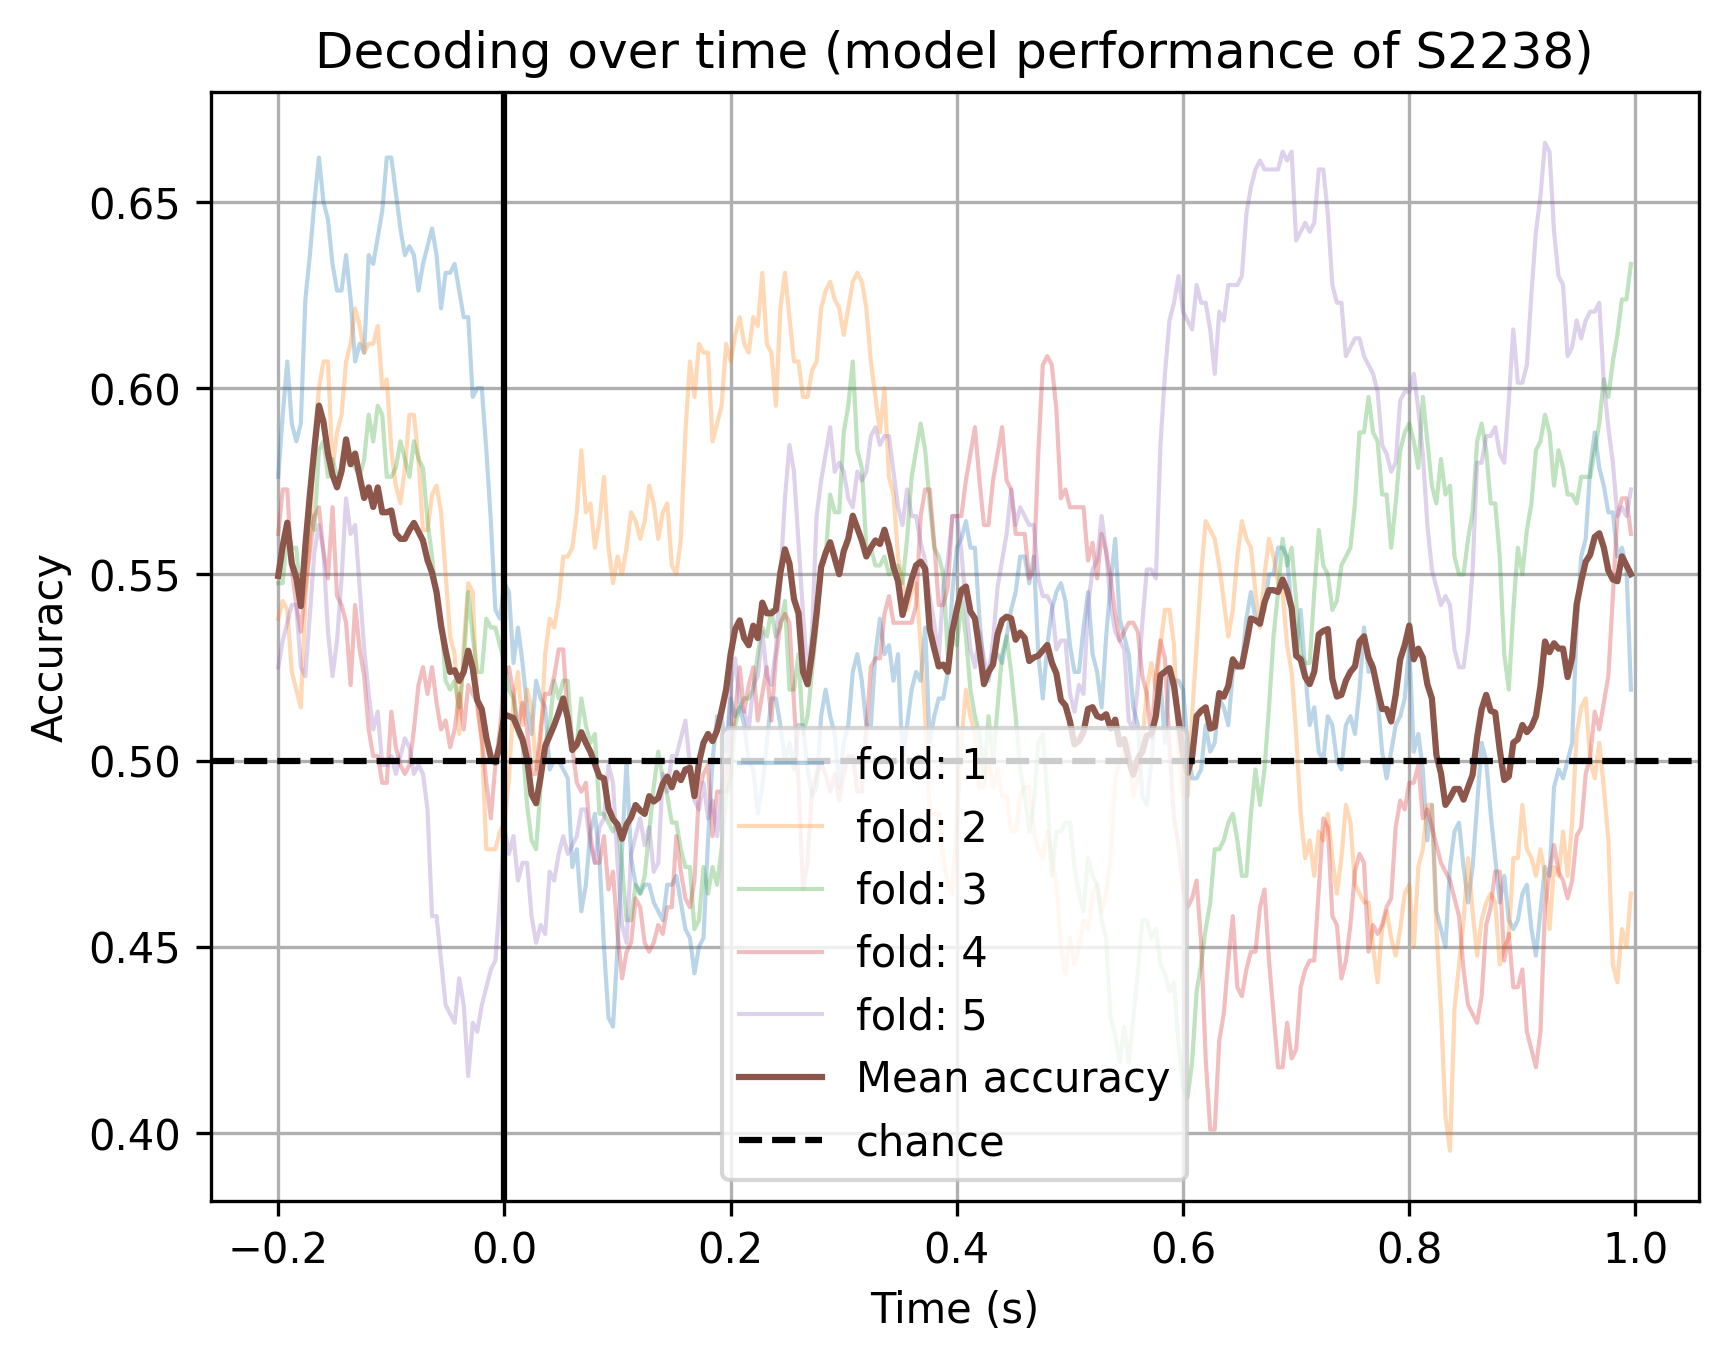 Decoding over time (model performance of S2238)
Accuracy
0.65
0.60
0.55
0.50
0.45
0.40
fold: 1
fold: 2
fold: 3
fold: 4
fold: 5
Mean accuracy
chance
−0.2 0.0 0.2 0.4 0.6 0.8 1.0
Time (s)